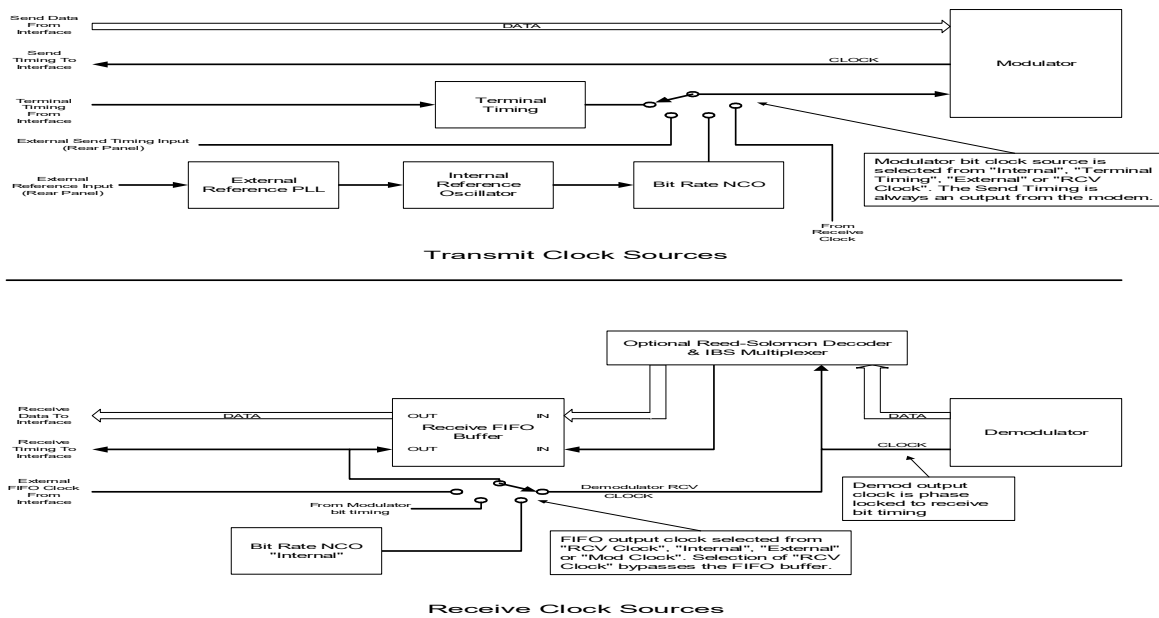 Send Data
From
Interface
DATA
Send
Timing To
Interface
CLOCK
Modulator
Terminal
Timing From
Interface
Terminal
Timing
External Send Timing Input
(Rear Panel)
External
Reference Input
(Rear Panel)
External
Reference PLL
Internal
Reference
Oscillator
Bit Rate NCO
Modulator bit clock source is
selected from "Internal", "Terminal
Timing", "External" or "RCV
Clock". The Send Timing is
always an output from the modem.
From
Receive
Clock
Transmit Clock Sources
Optional Reed-Solomon Decoder
& IBS Multiplexer
Receive
Data To
Interface
DATA
OUT
IN
Receive FIFO
Buffer
OUT
IN
DATA
Demodulator
CLOCK
Receive
Timing To
Interface
External
FIFO Clock
From
Interface
Demodulator RCV
CLOCK
From Modulator
bit timing
Demod output
clock is phase
locked to receive
bit timing
Bit Rate NCO
"Internal"
FIFO output clock selected from
"RCV Clock", "Internal", "External"
or "Mod Clock". Selection of "RCV
Clock" bypasses the FIFO buffer.
Receive Clock Sources